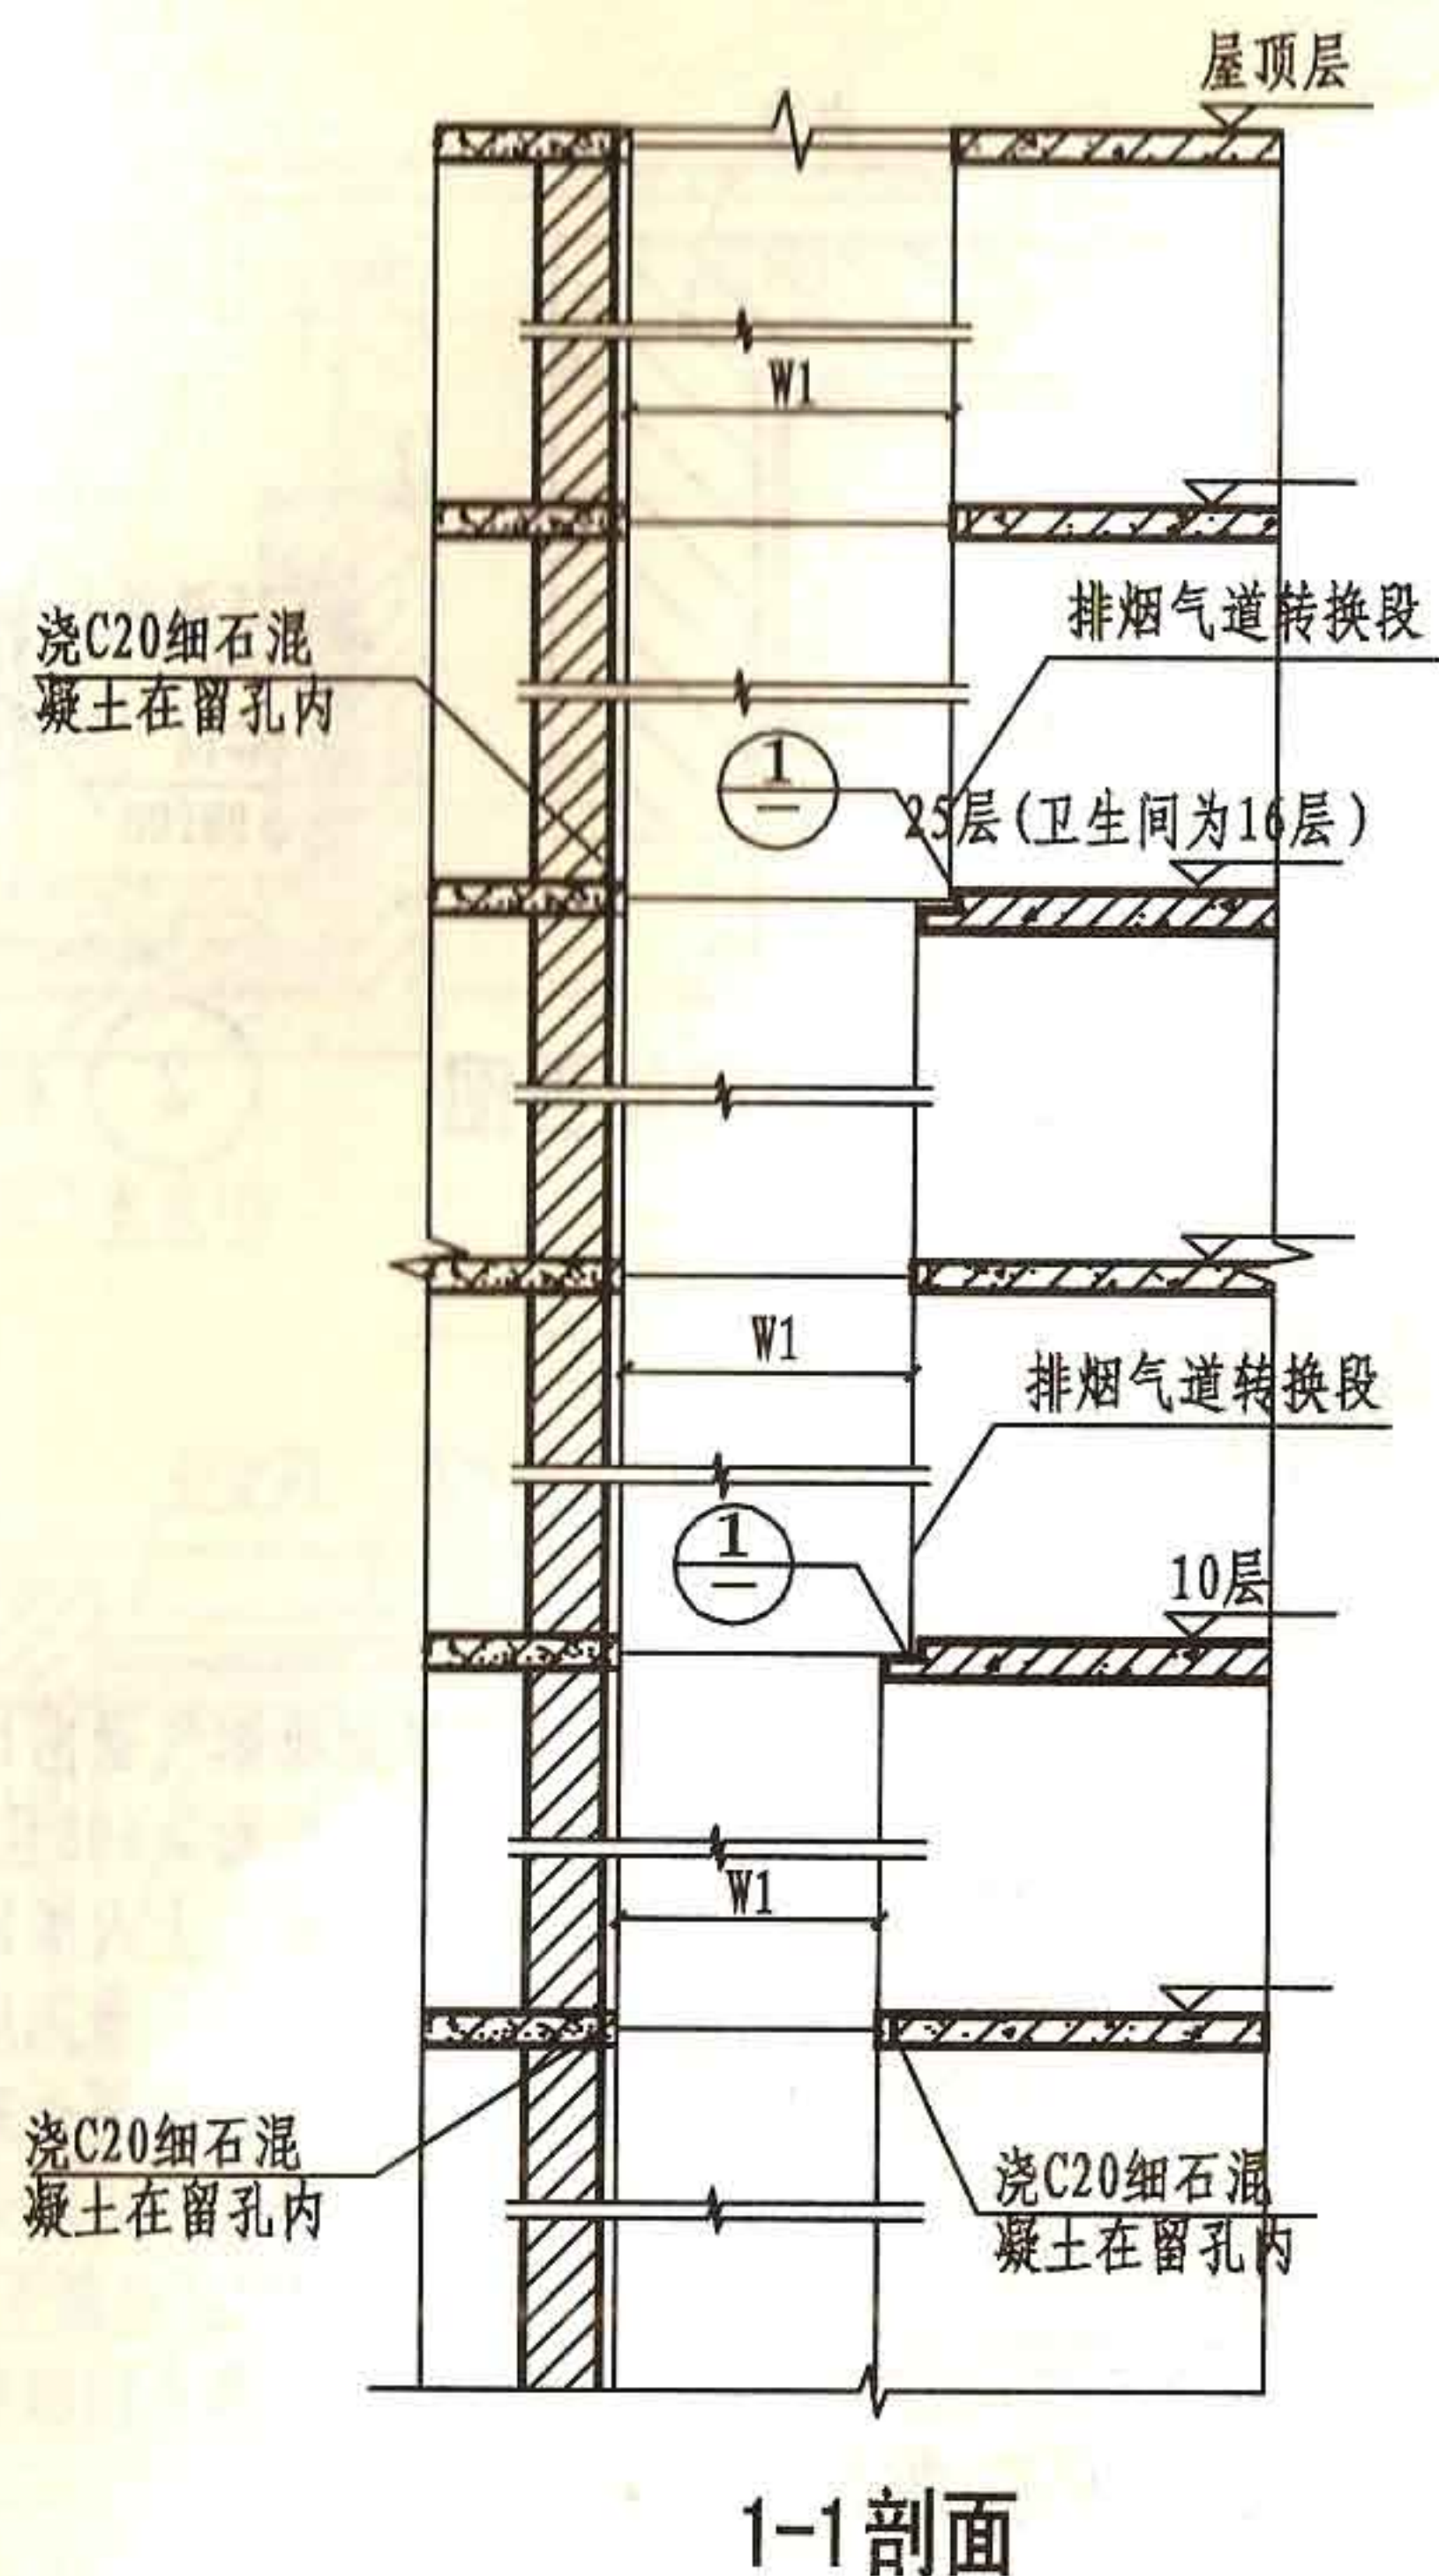 屋顶层
W1
浇C20细石混
凝土在留孔内
排烟气道转换段
1
25层(卫生间为16层)
W1
排烟气道转换段
1
10层
W1
浇C20细石混
凝土在留孔内
浇C20细石混
凝土在留孔内
1-1剖面